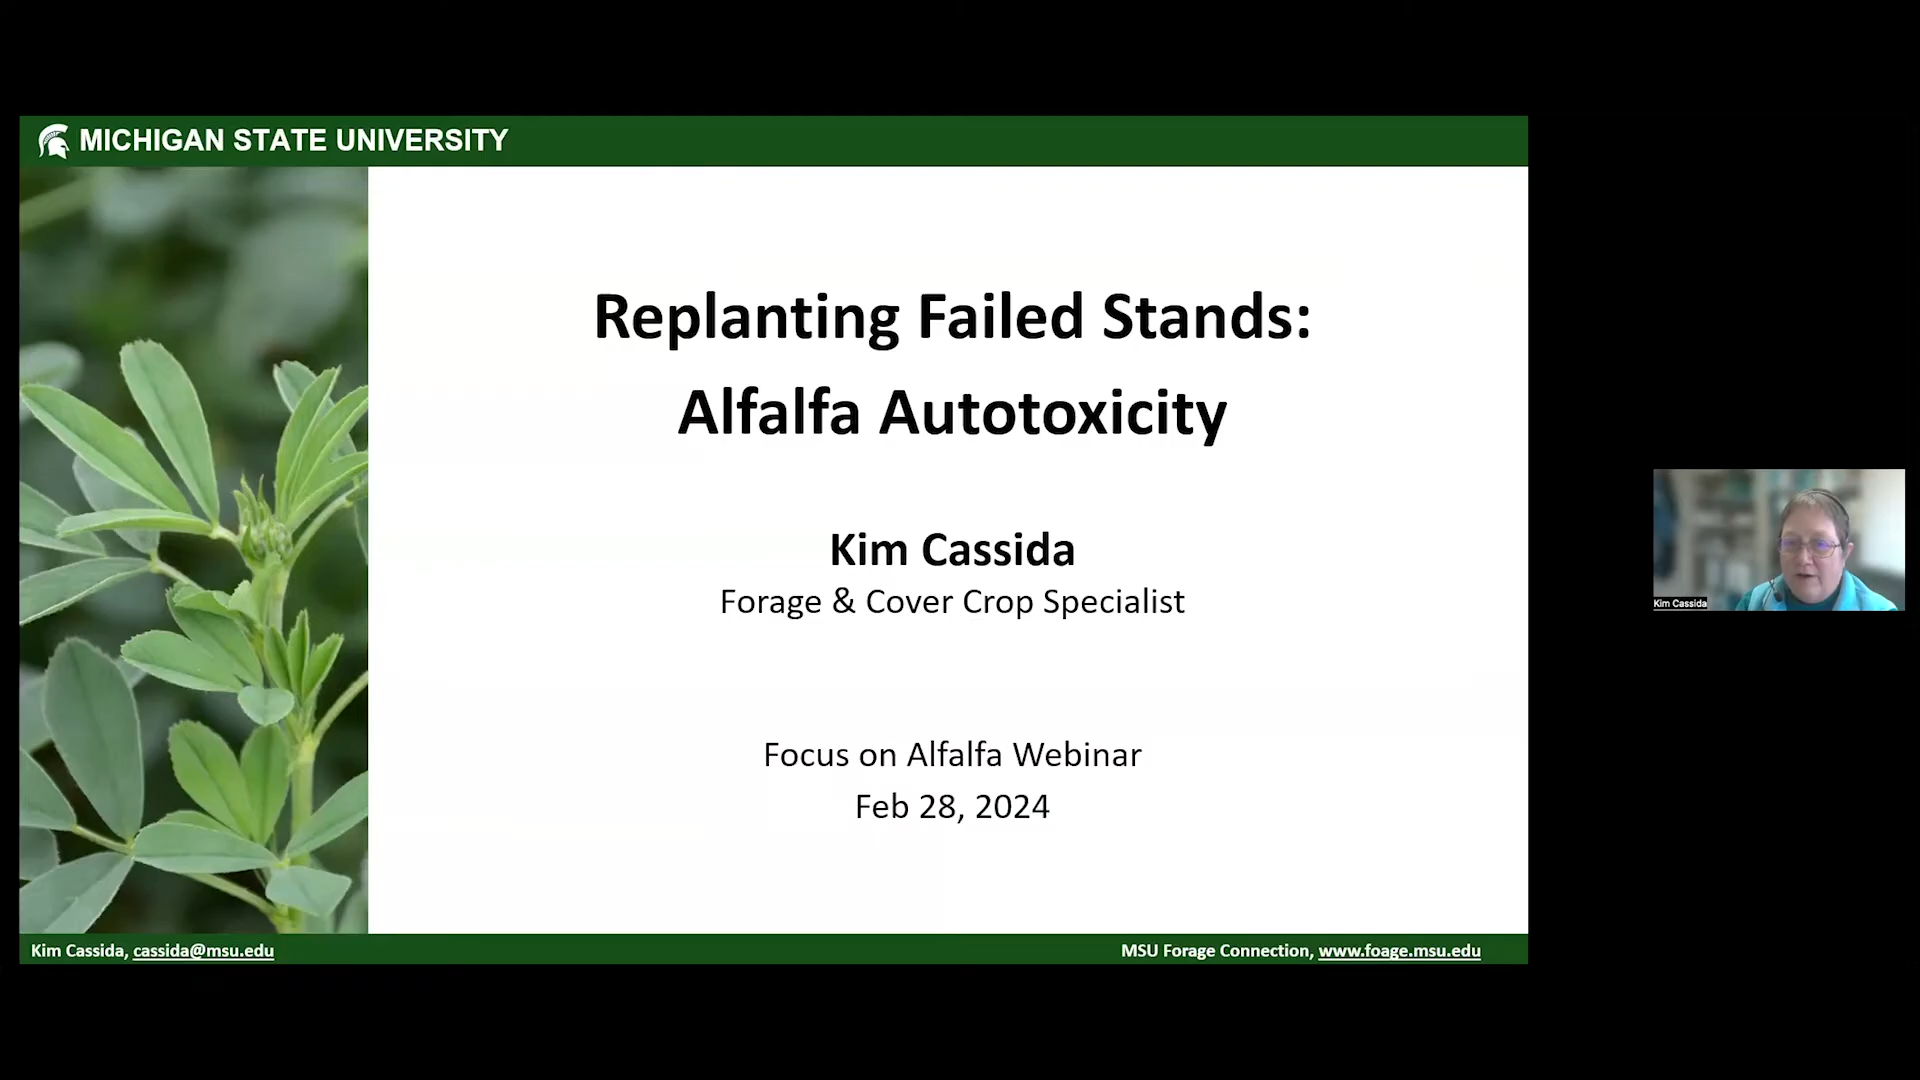 MICHIGAN STATE UNIVERSITY
Replanting Failed Stands:
Alfalfa Autotoxicity
Kim Cassida
Forage & Cover Crop Specialist
Focus on Alfalfa Webinar
Feb 28, 2024
Kim Cassida, cassida@msu.edu
MSU Forage Connection, www.foage.msu.edu
Kim Cassida